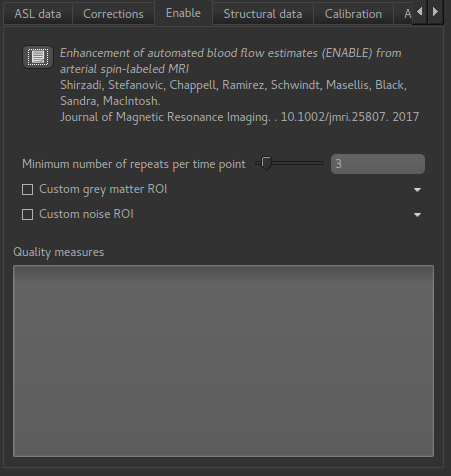 ASL data Corrections Enable Structural data Calibration A
Enhancement of automated blood flow estimates (ENABLE) from
arterial spin-labeled MRI
Shirzadi, Stefanovic, Chappell, Ramirez, Schwindt, Masellis, Black,
Sandra, MacIntosh.
Journal of Magnetic Resonance Imaging. . 10.1002/jmri.25807. 2017
Minimum number of repeats per time point 3
Custom grey matter ROI
Custom noise ROI
Quality measures